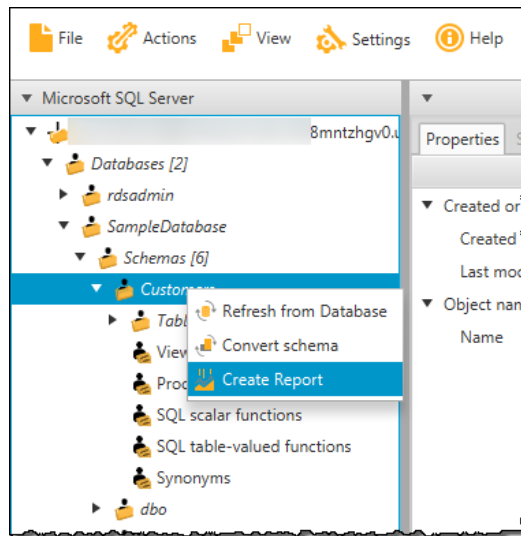 File Actions View Settings Help
Microsoft SQL Server
8mntzhgv0.u
Properties
Databases [2]
rdsadmin
Created
SampleDatabase
Created
Schemas [6]
Last
Customers
Object
Refresh from Database
Name
Convert schema
Create Report
SQL scalar functions
SQL table-valued functions
Synonyms
dbo